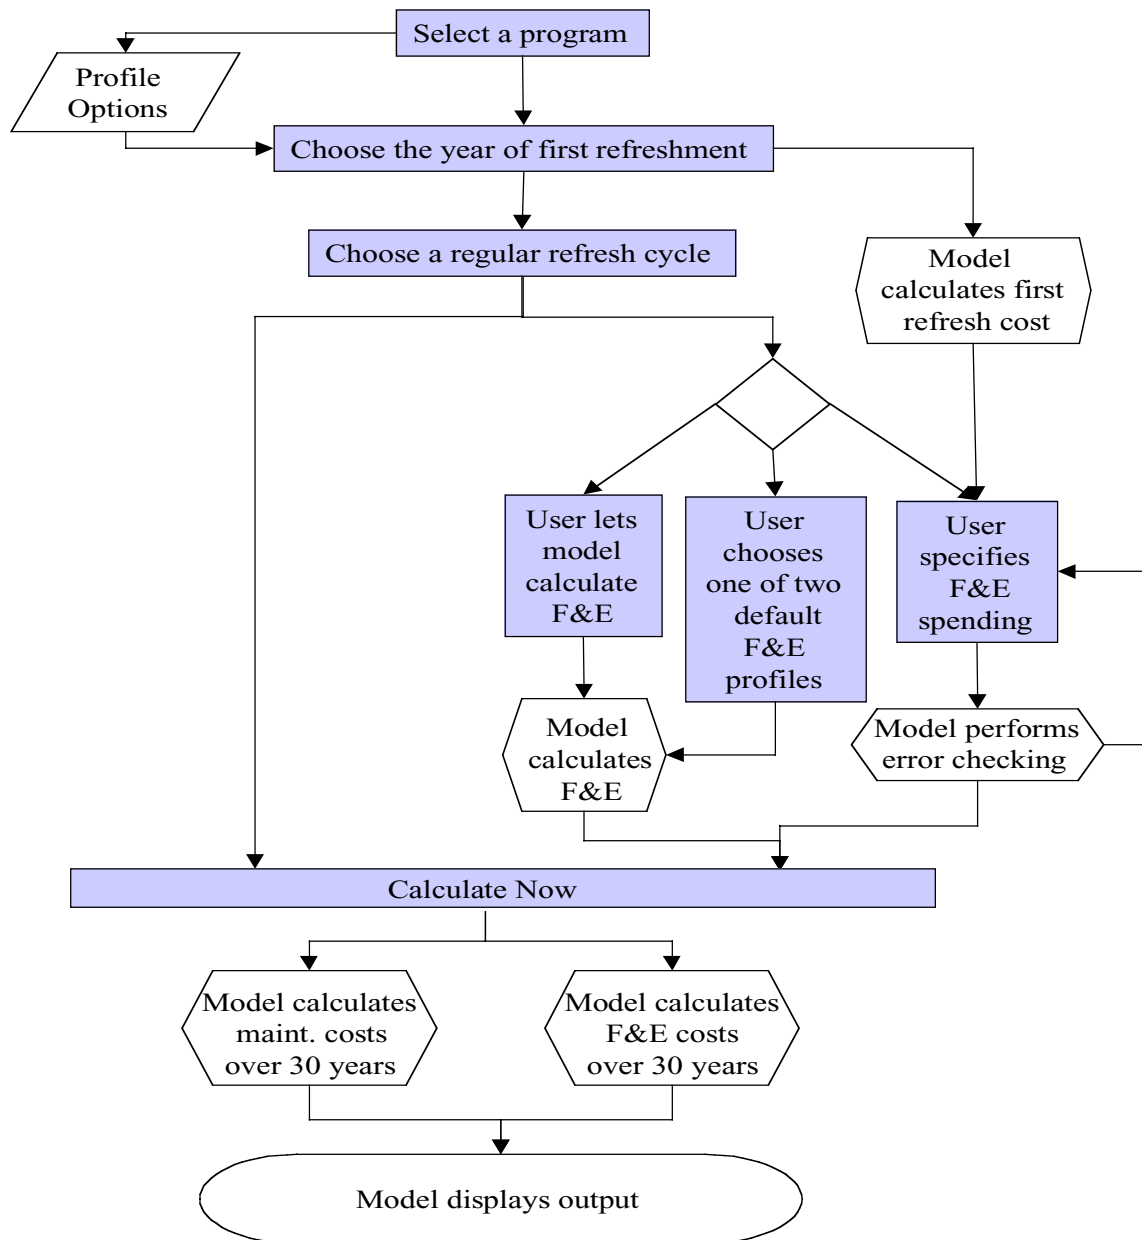 Select a program
Profile
Options
Choose the year of first refreshment
Choose a regular refresh cycle
Model
calculates first
refresh cost
User lets
model
calculate
F&E
User
chooses
one of two
default
F&E
profiles
User
specifies
F&E
spending
Model
calculates
F&E
Model performs
error checking
Calculate Now
Model calculates
maint. costs
over 30 years
Model calculates
F&E costs
over 30 years
Model displays output